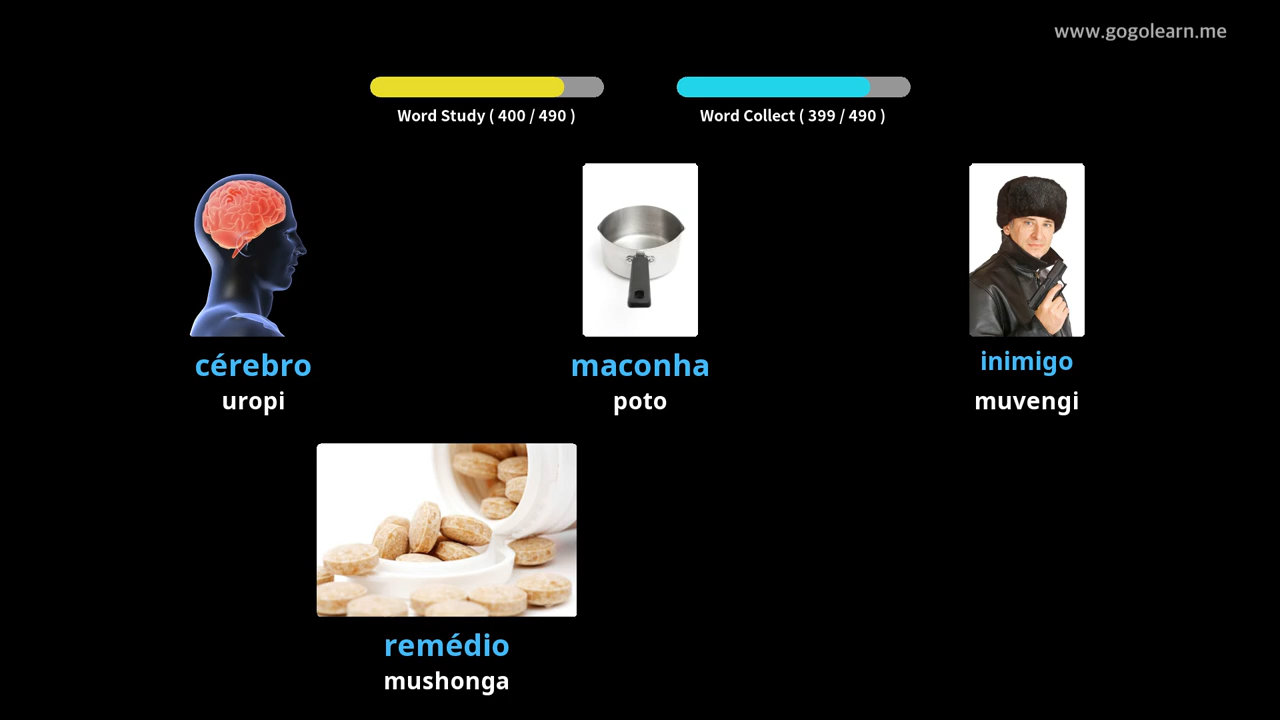 www.gogolearn.me
Word Study ( 400 / 490 )
Word Collect ( 399 / 490 )
cérebro
uropi
maconha
poto
inimigo
muvengi
remédio
mushonga